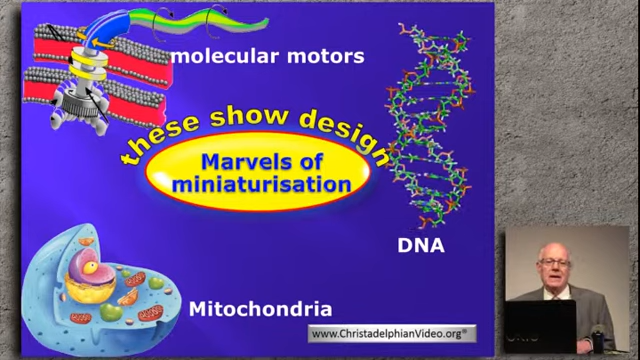 molecular motors
these show design
Marvels of
miniaturisation
DNA
Mitochondria
www.ChristadelphianVideo.org®